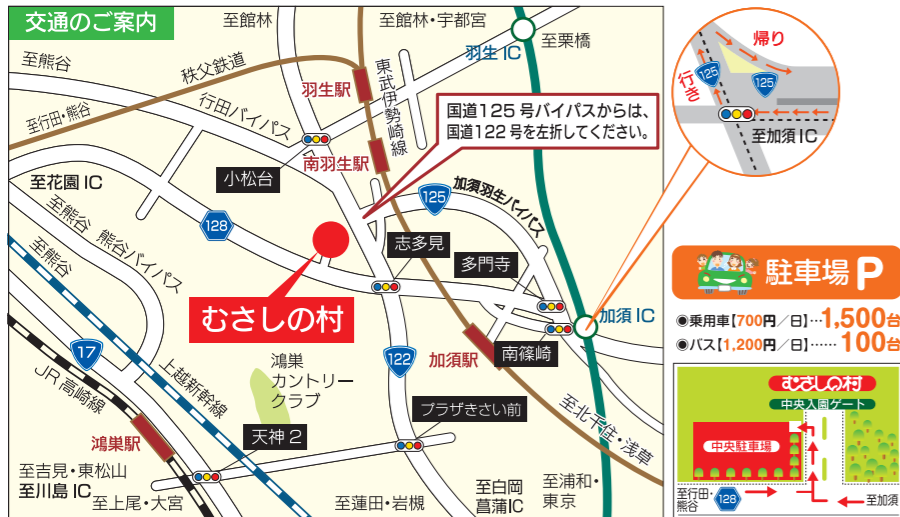 交通のご案内
至館林
至館林・宇都宮
羽生IC
至栗橋
至熊谷
秩父鉄道
羽生駅
東武伊勢崎線
行田バイパス
至行田・熊谷
国道125号バイパスからは、
国道122号を左折してください。
小松台
南羽生駅
至花園IC
125
加須羽生バイパス
128
志多見
多門寺
至熊谷
至熊谷
熊谷バイパス
むさしの村
加須IC
17
122
加須駅
南篠崎
上越新幹線
JR高崎線
鴻巣
カントリー
クラブ
プラザきさい前
至北千住・浅草
鴻巣駅
天神2
至吉見・東松山
至川島IC
至上尾・大宮
至蓮田・岩槻
至白岡
菖蒲IC
至浦和・
東京
帰り
行き
125
125
至加須IC
駐車場P
◉乗用車【700円/日】…1,500台
◉バス【1,200円/日】……100台
むさしの村
中央入園ゲート
中央駐車場
至行田・
熊谷
128
至加須